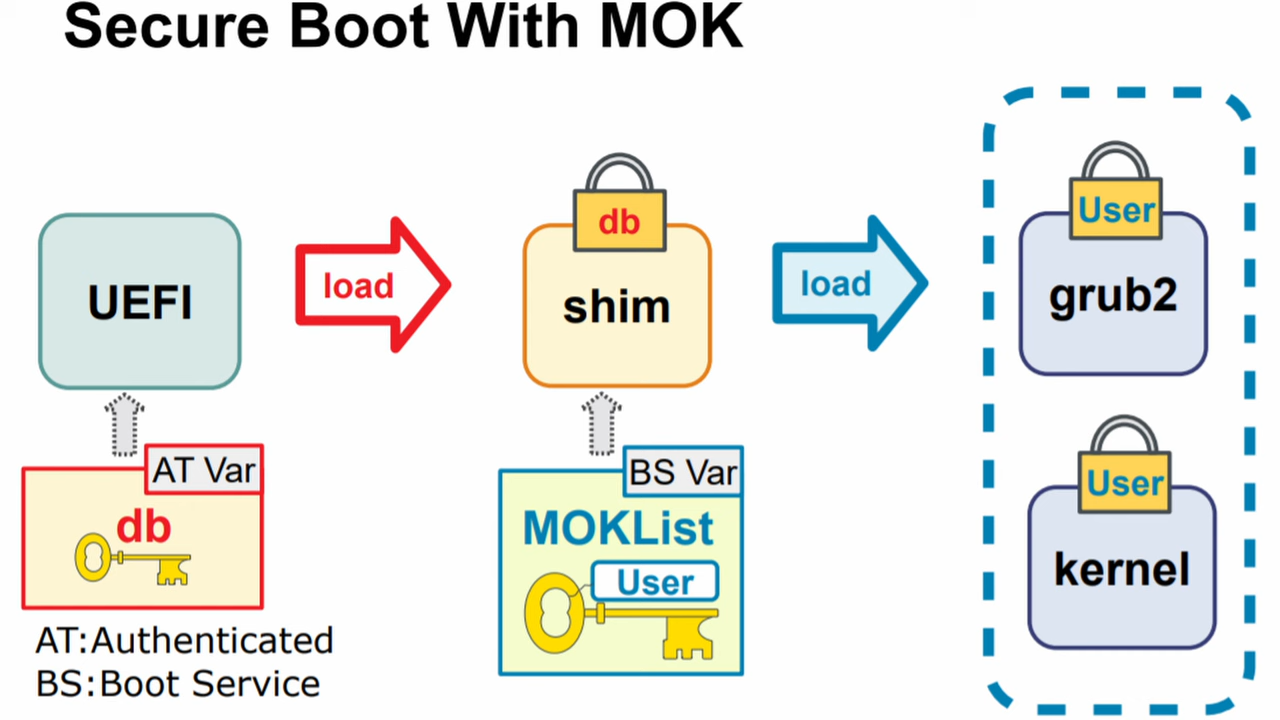 Secure Boot With MOK
UEFI
load
db
shim
load
User
grub2
User
kernel
AT Var
db
BS Var
MOKList
User
AT:Authenticated
BS:Boot Service